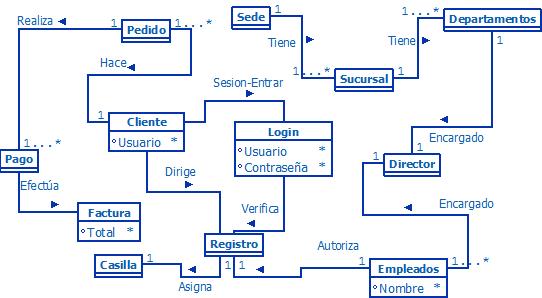 Realiza
1
Pedido
1...*
Sede
1
1...*
Departamentos
Tiene
Tiene
1
Hace
1...*
Sucursal
1
Sesion-Entrar
1
Cliente
Usuario *
Login
Usuario *
Contraseña *
1...*
Encargado
1
Pago
1
Director
Dirige
Efectúa
Encargado
Factura
Total *
Verifica
Registro
Autoriza
Casilla
1
1
1
1
Empleados
1...*
Nombre *
Asigna